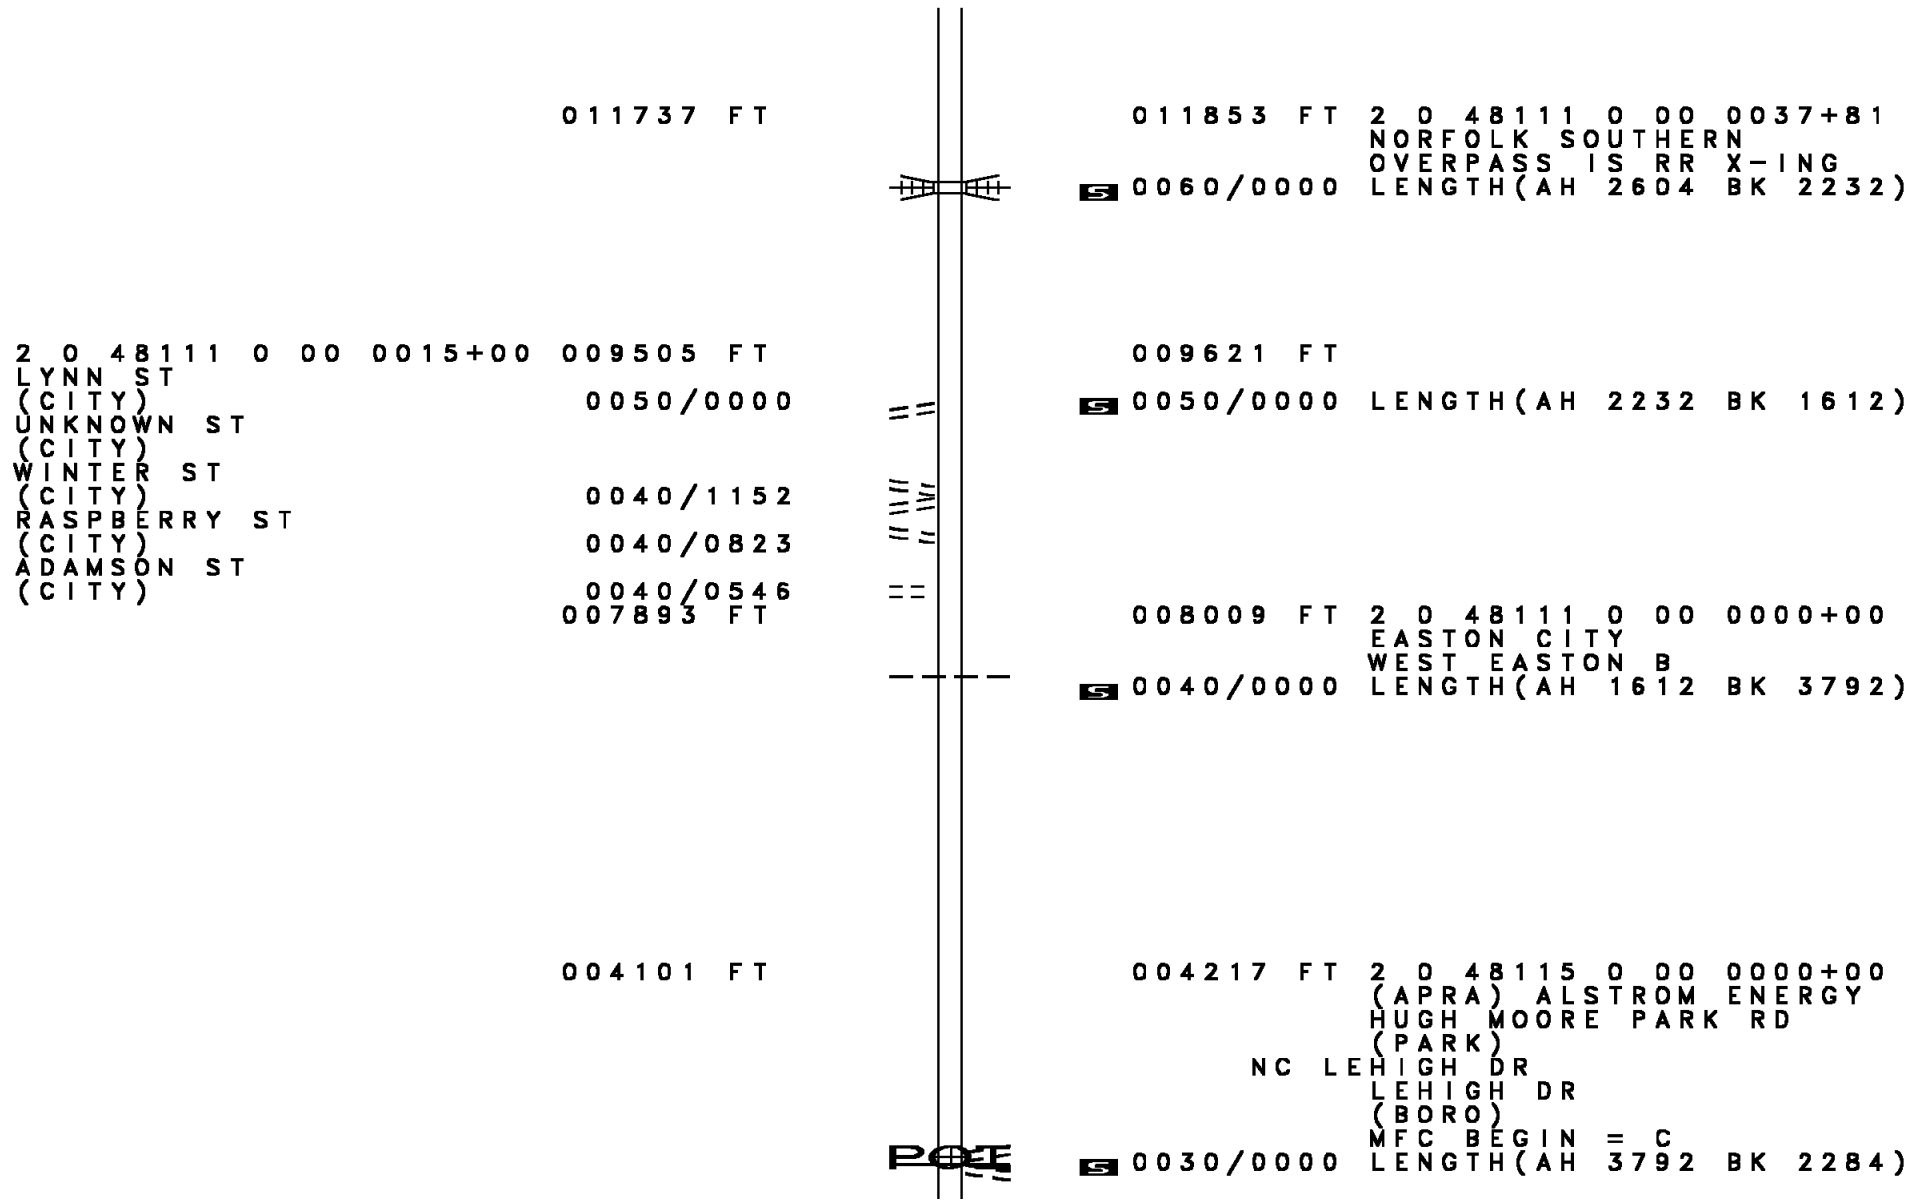 011737 FT 011853 FT 2 0 48111 0 00 0037+81
NORFOLK SOUTHERN
OVERPASS IS RR X-ING
S 0060/0000 LENGTH(AH 2604 BK 2232)
2 0 48111 0 00 0015+00 009505 FT 009621 FT
LYNN ST
(CITY) 0050/0000 S 0050/0000 LENGTH(AH 2232 BK 1612)
UNKNOWN ST
(CITY)
WINTER ST
(CITY) 0040/1152
RASPBERRY ST
(CITY) 0040/0823
ADAMSON ST
(CITY) 0040/0546
007893 FT 008009 FT 2 0 48111 0 00 0000+00
EASTON CITY
WEST EASTON B
S 0040/0000 LENGTH(AH 1612 BK 3792)
004101 FT 004217 FT 2 0 48115 0 00 0000+00
(APRA) ALSTROM ENERGY
HUGH MOORE PARK RD
(PARK)
NC LEHIGH DR
LEHIGH DR
(BORO)
MFC BEGIN = C
POT S 0030/0000 LENGTH(AH 3792 BK 2284)